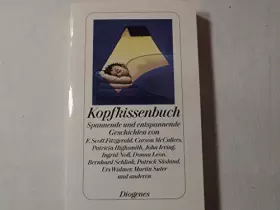 Kopfkissenbuch
Spannende und entspannende
Geschichten von
F. Scott Fitzgerald, Carson McCullers,
Patricia Highsmith, John Irving,
Ingrid Noll, Donna Leon,
Bernhard Schlink, Patrick Süskind,
Urs Widmer, Martin Suter
und anderen
Diogenes